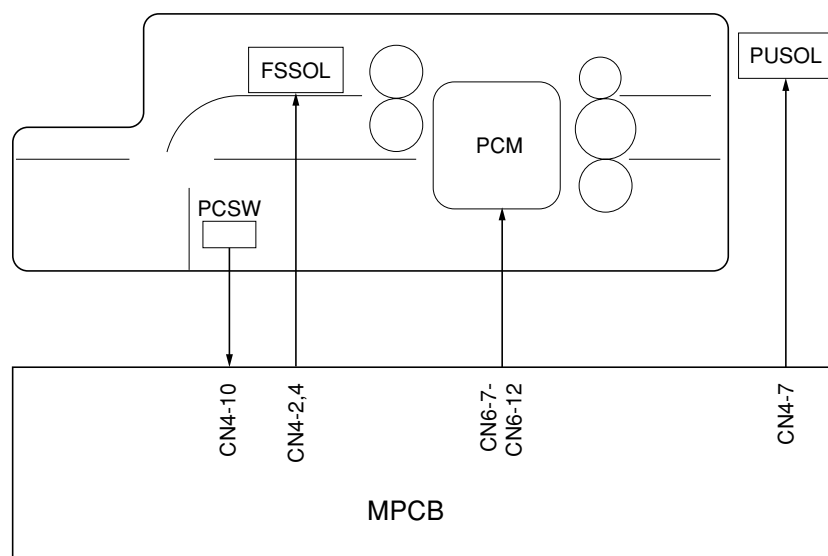 FSSOL
PUSOL
PCM
PCSW
CN4-10
CN4-2,4
CN6-7-
CN6-12
CN4-7
MPCB